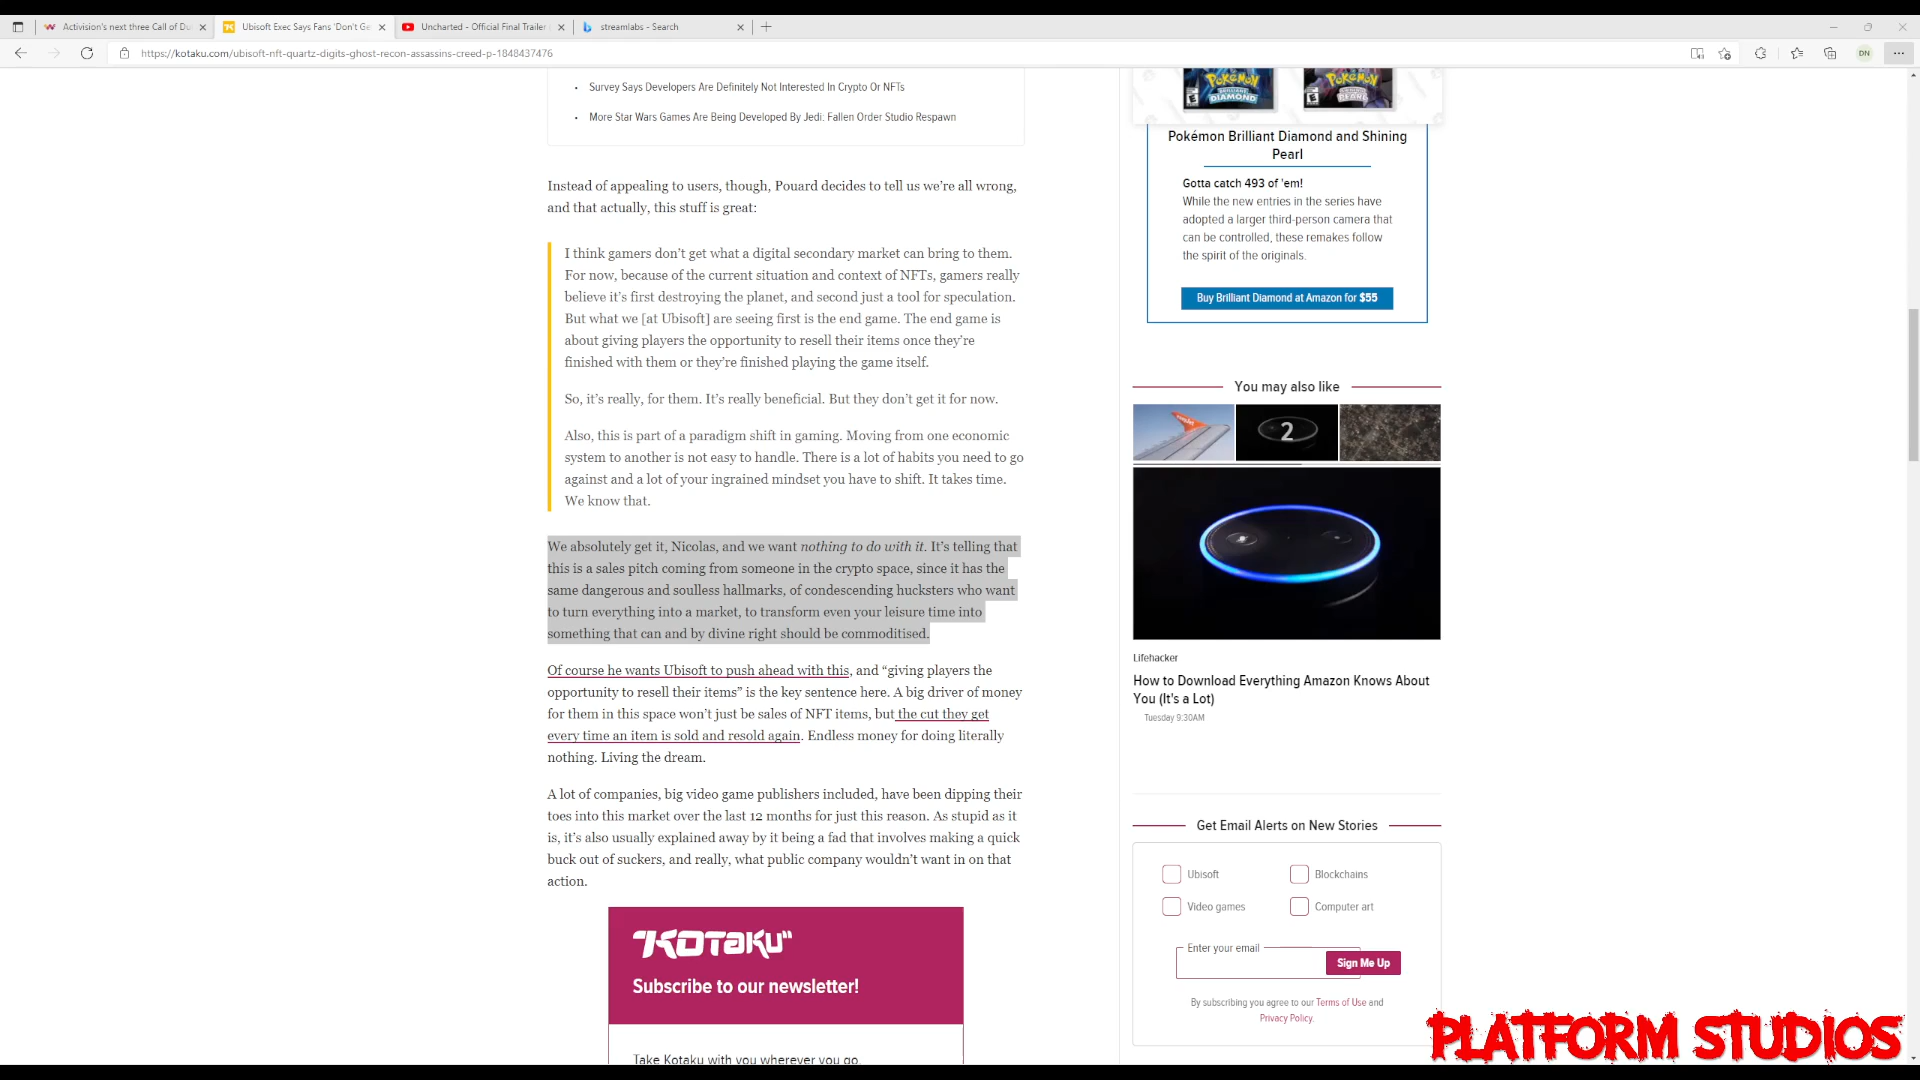 Activision's next three Call of Du
Ubisoft Exec Says Fans 'Don't Ge
Uncharted - Official Final Trailer
streamlabs - Search
https://kotaku.com/ubisoft-nft-quartz-digits-ghost-recon-assassins-creed-p-1848437476
DN
• Survey Says Developers Are Definitely Not Interested In Crypto Or NFTs
• More Star Wars Games Are Being Developed By Jedi: Fallen Order Studio Respawn
Instead of appealing to users, though, Pouard decides to tell us we're all wrong,
and that actually, this stuff is great:
I think gamers don't get what a digital secondary market can bring to them.
For now, because of the current situation and context of NFTs, gamers really
believe it's first destroying the planet, and second just a tool for speculation.
But what we [at Ubisoft] are seeing first is the end game. The end game is
about giving players the opportunity to resell their items once they're
finished with them or they're finished playing the game itself.
So, it's really, for them. It's really beneficial. But they don't get it for now.
Also, this is part of a paradigm shift in gaming. Moving from one economic
system to another is not easy to handle. There is a lot of habits you need to go
against and a lot of your ingrained mindset you have to shift. It takes time.
We know that.
We absolutely get it, Nicolas, and we want nothing to do with it. It's telling that
this is a sales pitch coming from someone in the crypto space, since it has the
same dangerous and soulless hallmarks, of condescending hucksters who want
to turn everything into a market, to transform even your leisure time into
something that can and by divine right should be commoditised.
Of course he wants Ubisoft to push ahead with this, and “giving players the
opportunity to resell their items” is the key sentence here. A big driver of money
for them in this space won't just be sales of NFT items, but the cut they get
every time an item is sold and resold again. Endless money for doing literally
nothing. Living the dream.
A lot of companies, big video game publishers included, have been dipping their
toes into this market over the last 12 months for just this reason. As stupid as it
is, it's also usually explained away by it being a fad that involves making a quick
buck out of suckers, and really, what public company wouldn't want in on that
action.
KOTAKU
Subscribe to our newsletter!
Take Kotaku with you wherever you go.
POKéMON
BRILLIANT
DIAMOND
POKéMON
Pokémon Brilliant Diamond and Shining
Pearl
Gotta catch 493 of 'em!
While the new entries in the series have
adopted a larger third-person camera that
can be controlled, these remakes follow
the spirit of the originals.
Buy Brilliant Diamond at Amazon for $55
You may also like
2
Lifehacker
How to Download Everything Amazon Knows About
You (It's a Lot)
Tuesday 9:30AM
Get Email Alerts on New Stories
Ubisoft
Blockchains
Video games
Computer art
Enter your email
Sign Me Up
By subscribing you agree to our Terms of Use and
Privacy Policy.
PLATFORM STUDIOS